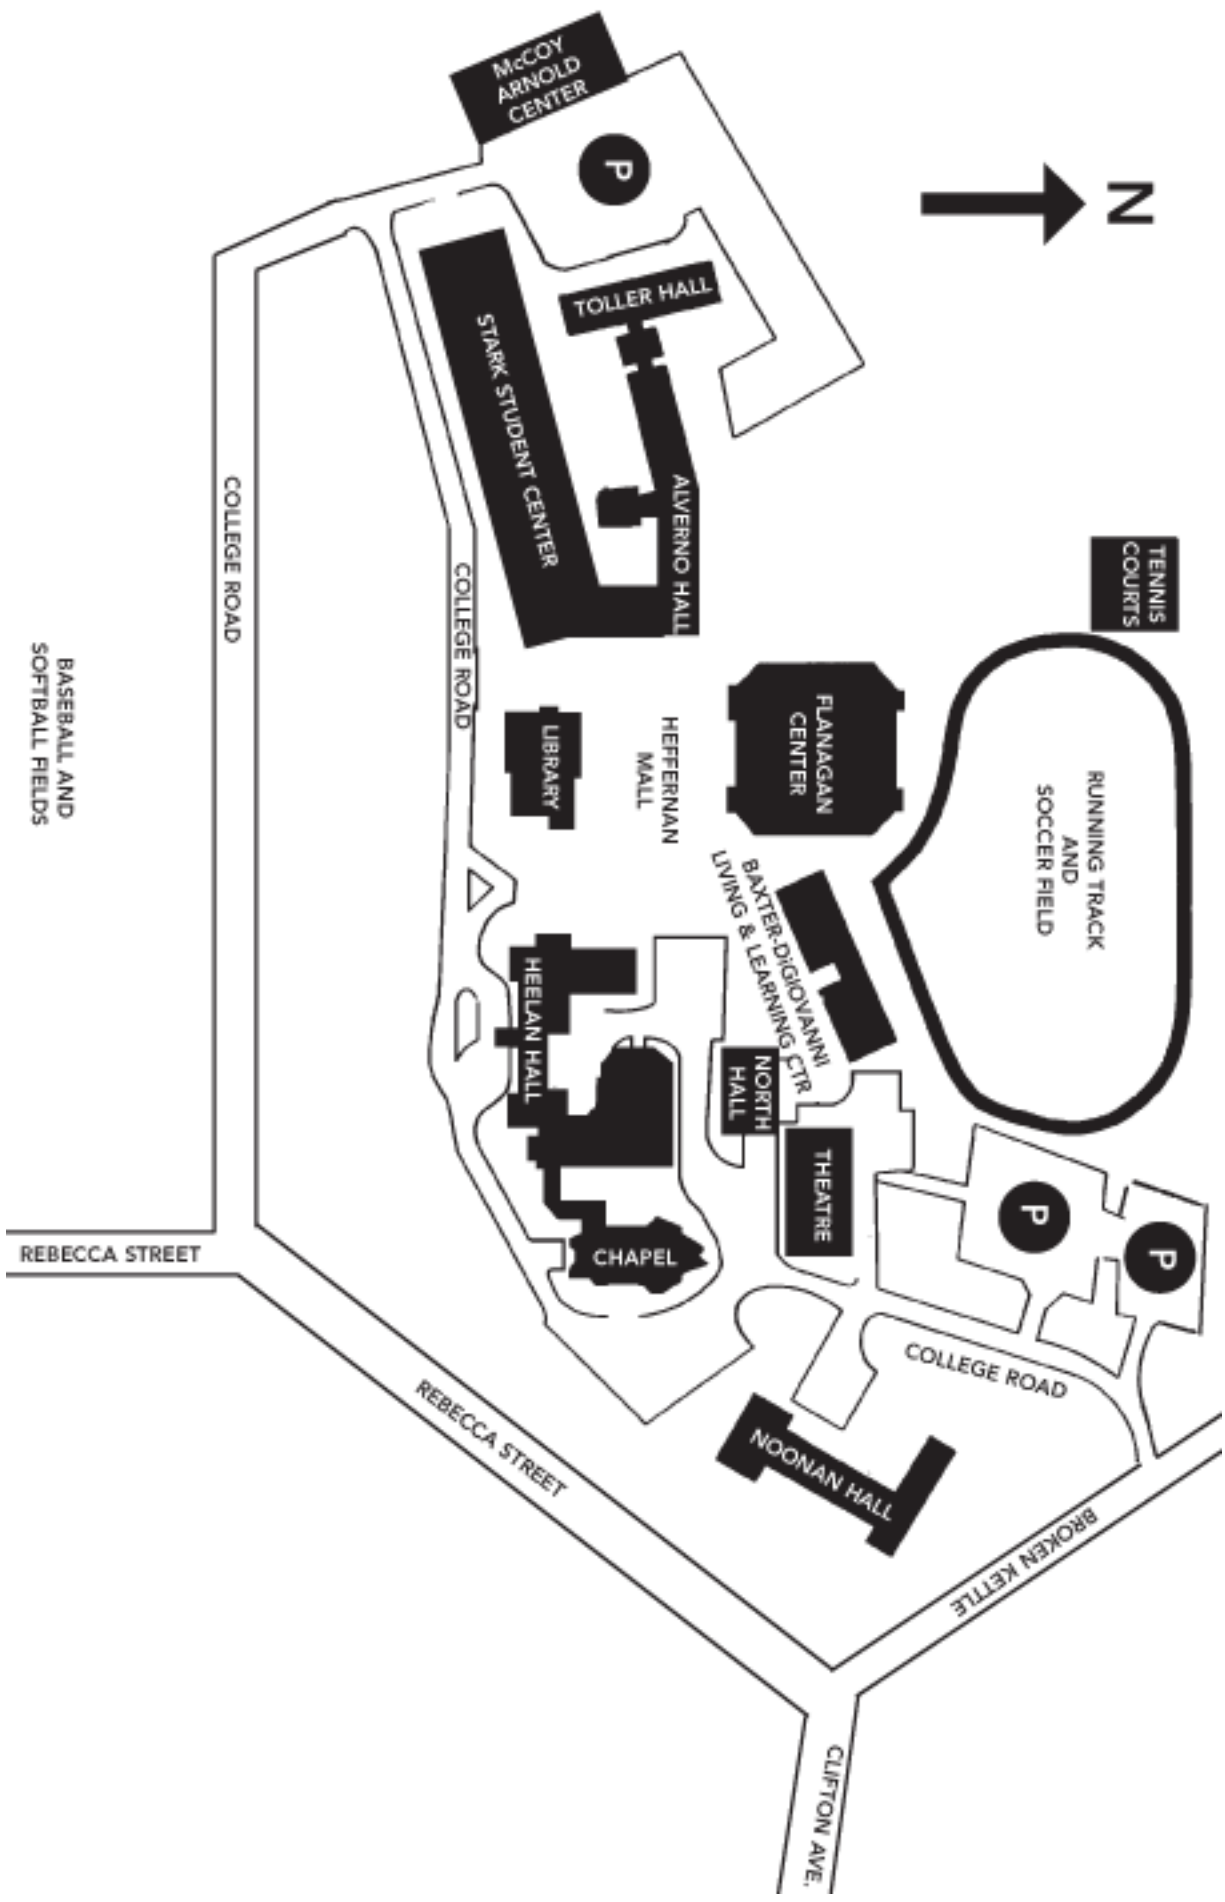 McCOY
ARNOLD
CENTER
P
N
TOLLER HALL
STARK STUDENT CENTER
ALVERNO HALL
COLLEGE ROAD
COLLEGE ROAD
TENNIS
COURTS
BASEBALL AND
SOFTBALL FIELDS
LIBRARY
HEFFERNAN
MALL
FLANAGAN
CENTER
RUNNING TRACK
AND
SOCCER FIELD
BAXTER-DiGIOVANNI
LIVING & LEARNING CTR
HEELAN HALL
NORTH
HALL
THEATRE
P
P
CHAPEL
REBECCA STREET
COLLEGE ROAD
REBECCA STREET
NOONAN HALL
BROKEN KETTLE
CLIFTON AVE.